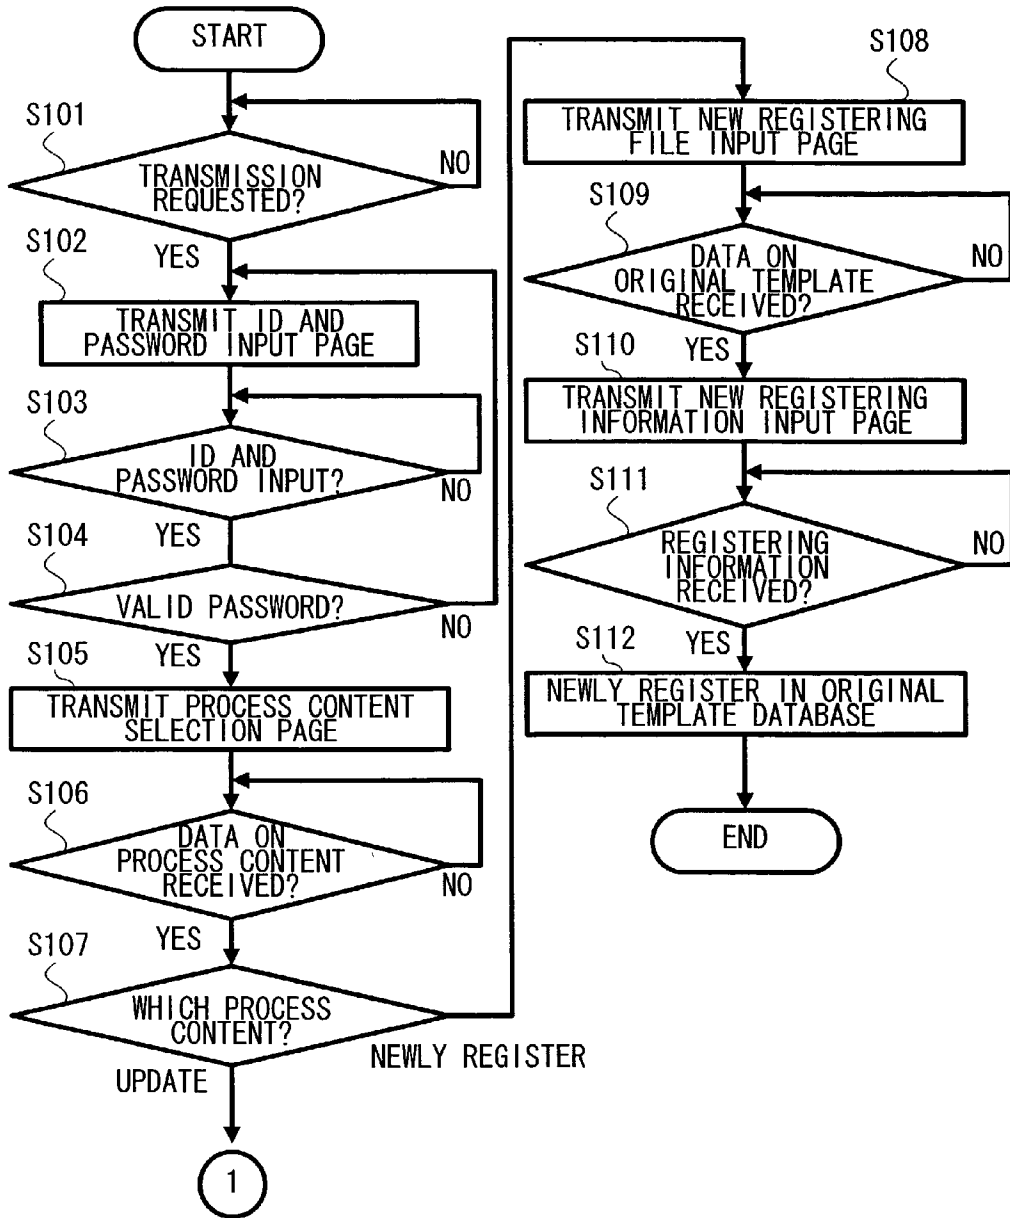 START
S101
TRANSMISSION
REQUESTED?
NO
YES
S102
TRANSMIT ID AND
PASSWORD INPUT PAGE
S103
ID AND
PASSWORD INPUT?
NO
YES
S104
VALID PASSWORD?
NO
YES
S105
TRANSMIT PROCESS CONTENT
SELECTION PAGE
S106
DATA ON
PROCESS CONTENT
RECEIVED?
NO
YES
S107
WHICH PROCESS
CONTENT?
NEWLY REGISTER
UPDATE
1
S108
TRANSMIT NEW REGISTERING
FILE INPUT PAGE
S109
DATA ON
ORIGINAL TEMPLATE
RECEIVED?
NO
YES
S110
TRANSMIT NEW REGISTERING
INFORMATION INPUT PAGE
S111
REGISTERING
INFORMATION
RECEIVED?
NO
YES
S112
NEWLY REGISTER IN ORIGINAL
TEMPLATE DATABASE
END